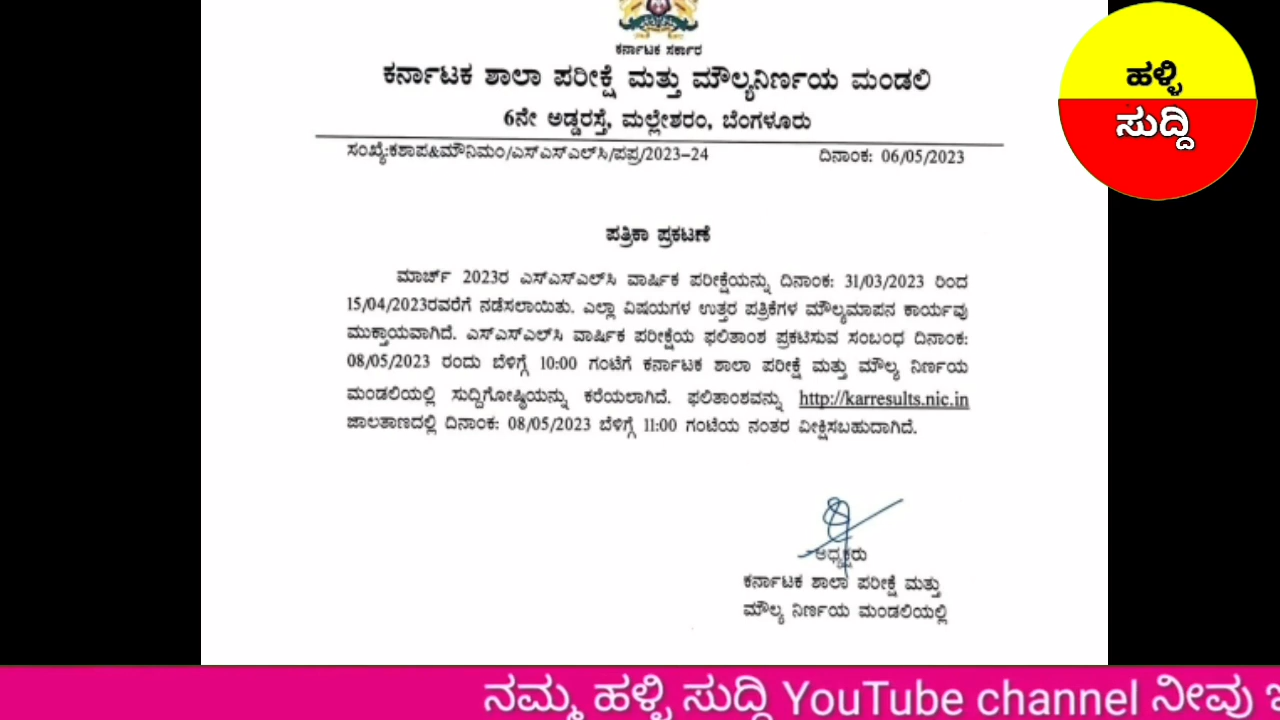 ಕರ್ನಾಟಕ ಸರ್ಕಾರ
ಕರ್ನಾಟಕ ಶಾಲಾ ಪರೀಕ್ಷೆ ಮತ್ತು ಮೌಲ್ಯನಿರ್ಣಯ ಮಂಡಲಿ
6ನೇ ಅಡ್ಡರಸ್ತೆ, ಮಲ್ಲೇಶರಂ, ಬೆಂಗಳೂರು
ಸಂಖ್ಯೆ:ಕಶಾಪ&ಮೌನಿಮಂ/ಎಸ್ಎಸ್ಎಲ್‌ಸಿ/ಪಪ್ರ/2023–24 ದಿನಾಂಕ: 06/05/2023
ಪತ್ರಿಕಾ ಪ್ರಕಟಣೆ
ಮಾರ್ಚ್ 2023ರ ಎಸ್ಎಸ್ಎಲ್‌ಸಿ ವಾರ್ಷಿಕ ಪರೀಕ್ಷೆಯನ್ನು ದಿನಾಂಕ: 31/03/2023 ರಿಂದ
15/04/2023ರವರೆಗೆ ನಡೆಸಲಾಯಿತು. ಎಲ್ಲಾ ವಿಷಯಗಳ ಉತ್ತರ ಪತ್ರಿಕೆಗಳ ಮೌಲ್ಯಮಾಪನ ಕಾರ್ಯವು
ಮುಕ್ತಾಯವಾಗಿದೆ. ಎಸ್ಎಸ್ಎಲ್‌ಸಿ ವಾರ್ಷಿಕ ಪರೀಕ್ಷೆಯ ಫಲಿತಾಂಶ ಪ್ರಕಟಿಸುವ ಸಂಬಂಧ ದಿನಾಂಕ:
08/05/2023 ರಂದು ಬೆಳಿಗ್ಗೆ 10:00 ಗಂಟೆಗೆ ಕರ್ನಾಟಕ ಶಾಲಾ ಪರೀಕ್ಷೆ ಮತ್ತು ಮೌಲ್ಯ ನಿರ್ಣಯ
ಮಂಡಲಿಯಲ್ಲಿ ಸುದ್ದಿಗೋಷ್ಠಿಯನ್ನು ಕರೆಯಲಾಗಿದೆ. ಫಲಿತಾಂಶವನ್ನು http://karresults.nic.in
ಜಾಲತಾಣದಲ್ಲಿ ದಿನಾಂಕ: 08/05/2023 ಬೆಳಿಗ್ಗೆ 11:00 ಗಂಟೆಯ ನಂತರ ವೀಕ್ಷಿಸಬಹುದಾಗಿದೆ.
ಅಧ್ಯಕ್ಷರು
ಕರ್ನಾಟಕ ಶಾಲಾ ಪರೀಕ್ಷೆ ಮತ್ತು
ಮೌಲ್ಯ ನಿರ್ಣಯ ಮಂಡಲಿಯಲ್ಲಿ
ಹಳ್ಳಿ
ಸುದ್ದಿ
ನಮ್ಮ ಹಳ್ಳಿ ಸುದ್ದಿ YouTube channel ನೀವು